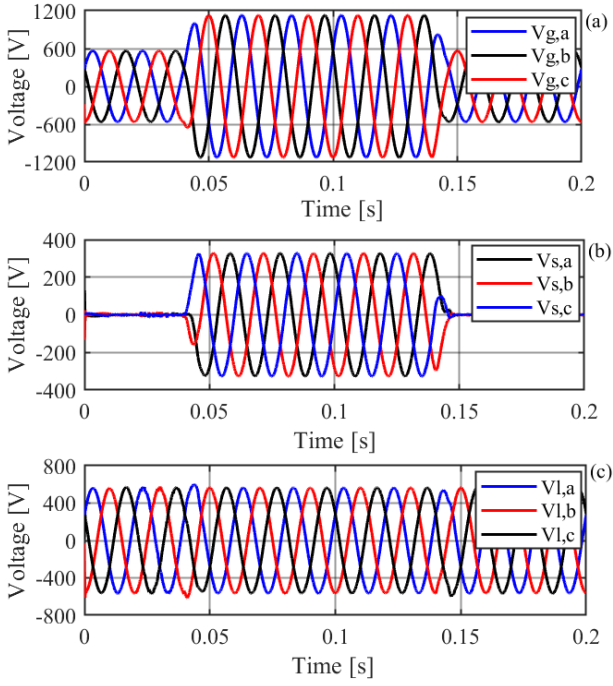 1200
600
0
-600
-1200
Voltage [V]
(a)
Vg,a
Vg,b
Vg,c
0 0.05 0.1 0.15 0.2
Time [s]
400
200
0
-200
-400
Voltage [V]
(b)
Vs,a
Vs,b
Vs,c
0 0.05 0.1 0.15 0.2
Time [s]
800
400
0
-400
-800
Voltage [V]
(c)
Vl,a
Vl,b
Vl,c
0 0.05 0.1 0.15 0.2
Time [s]